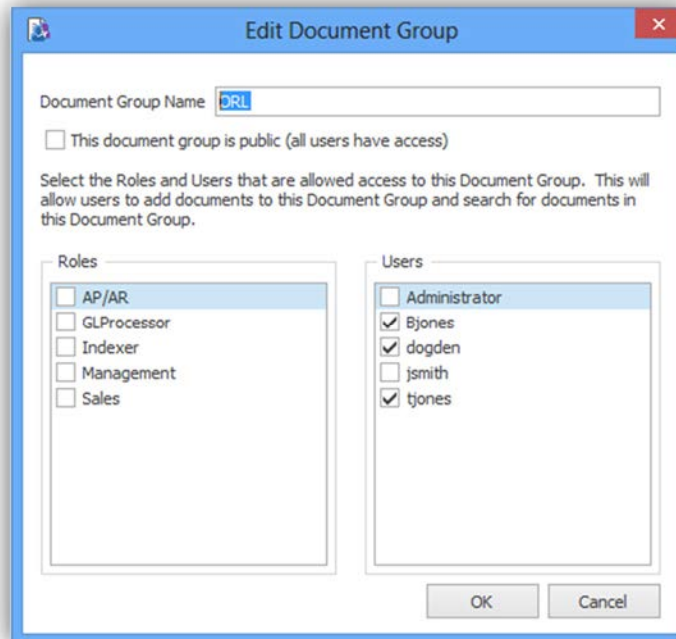 Edit Document Group
Document Group Name ORL
This document group is public (all users have access)
Select the Roles and Users that are allowed access to this Document Group. This will
allow users to add documents to this Document Group and search for documents in
this Document Group.
Roles
AP/AR
GLProcessor
Indexer
Management
Sales
Users
Administrator
Bjones
dogden
jsmith
tjones
OK Cancel